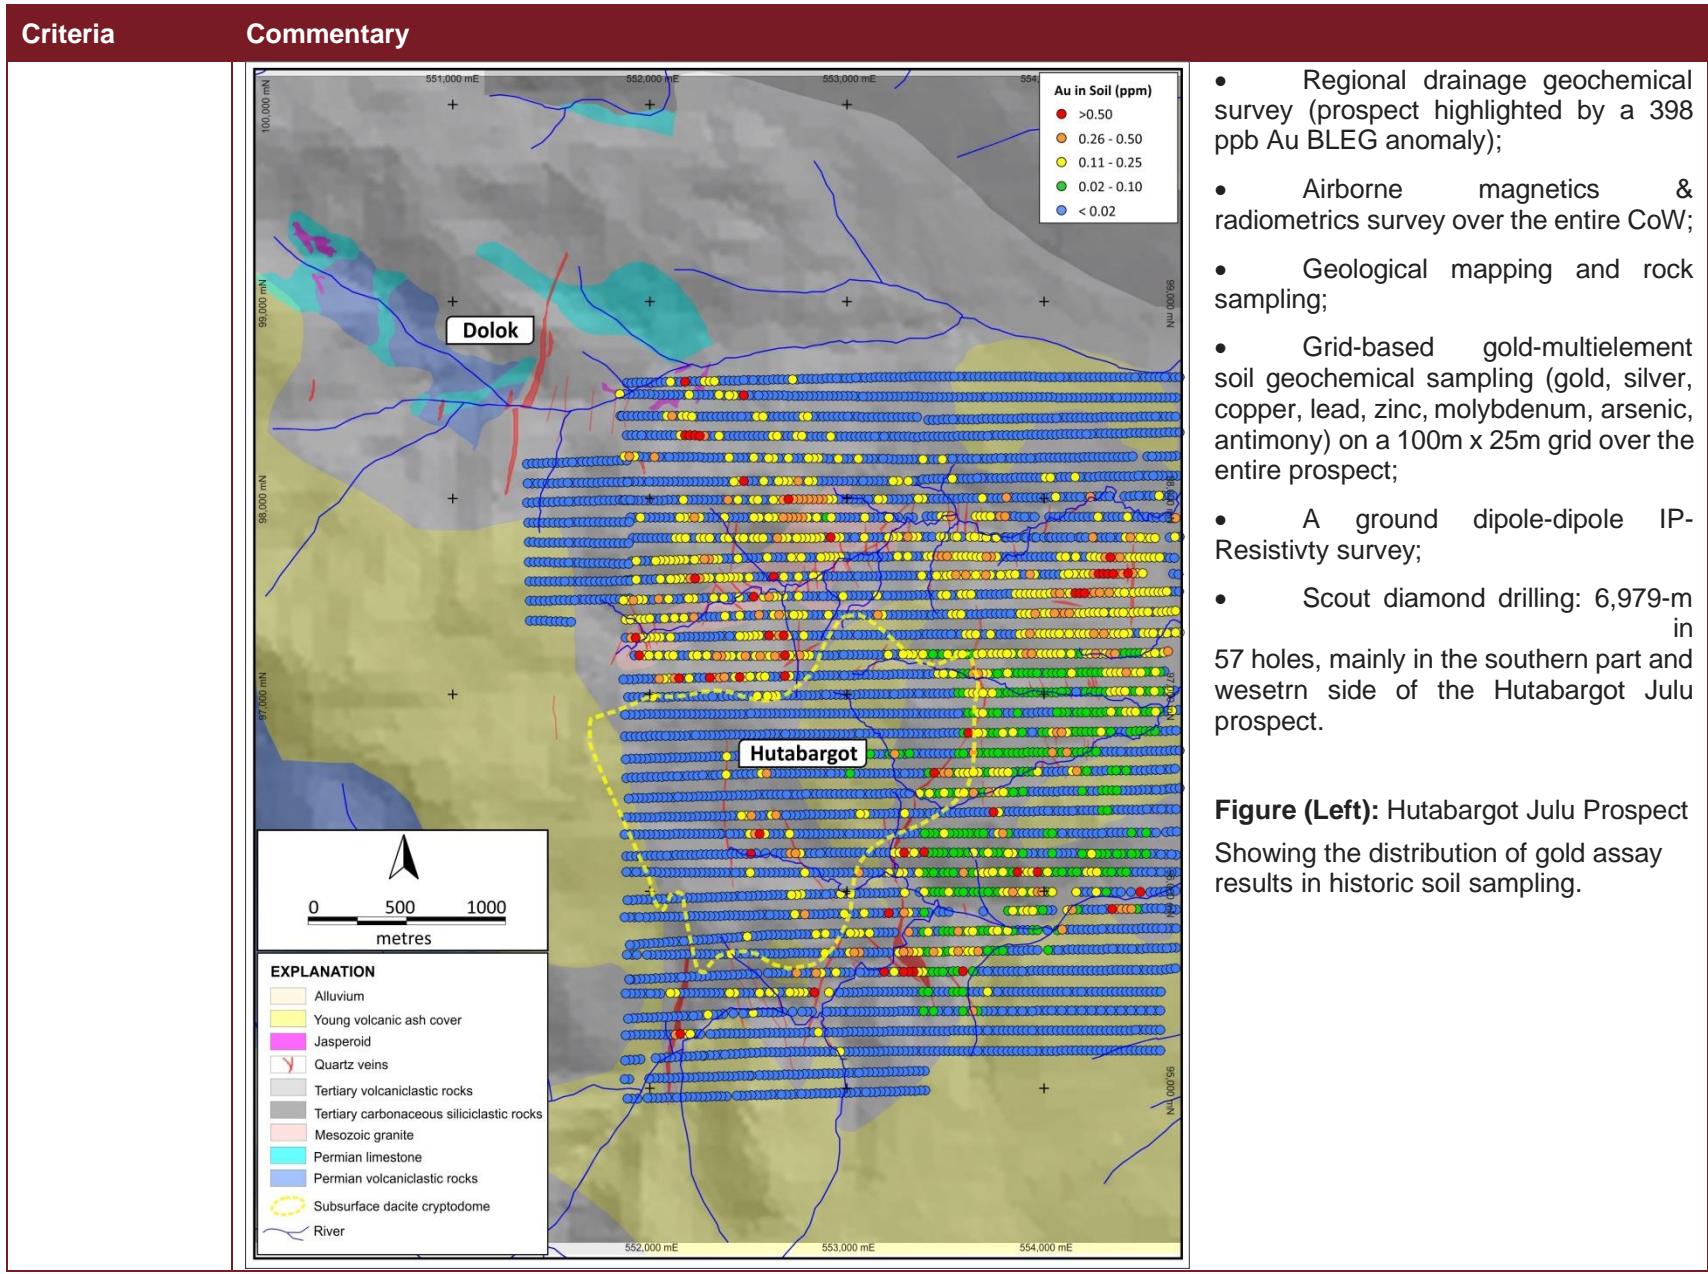 Criteria Commentary
551,000 mE 552,000 mE 553,000 mE 554,
100,000 mN
Au in Soil (ppm)
>0.50
0.26 - 0.50
0.11 - 0.25
0.02 - 0.10
< 0.02
99,000 mN
99,000 mN
Dolok
98,000 mN
97,000 mN
Hutabargot
0 500 1000
metres
95,000 mN
EXPLANATION
Alluvium
Young volcanic ash cover
Jasperoid
Quartz veins
Tertiary volcaniclastic rocks
Tertiary carbonaceous siliciclastic rocks
Mesozoic granite
Permian limestone
Permian volcaniclastic rocks
Subsurface dacite cryptodome
River
552,000 mE 553,000 mE 554,000 mE
• Regional drainage geochemical
survey (prospect highlighted by a 398
ppb Au BLEG anomaly);
• Airborne magnetics &
radiometrics survey over the entire CoW;
• Geological mapping and rock
sampling;
• Grid-based gold-multielement
soil geochemical sampling (gold, silver,
copper, lead, zinc, molybdenum, arsenic,
antimony) on a 100m x 25m grid over the
entire prospect;
• A ground dipole-dipole IP-
Resistivty survey;
• Scout diamond drilling: 6,979-m
in
57 holes, mainly in the southern part and
wesetrn side of the Hutabargot Julu
prospect.
Figure (Left): Hutabargot Julu Prospect
Showing the distribution of gold assay
results in historic soil sampling.